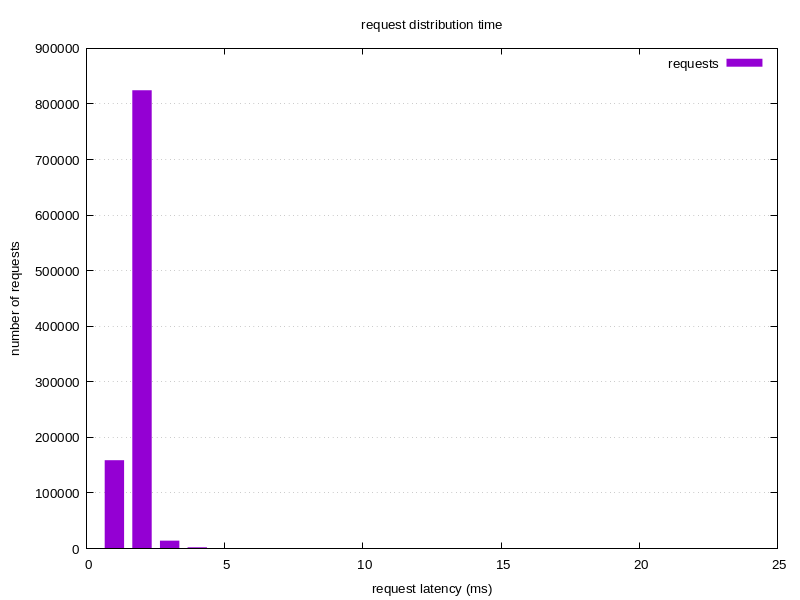 request distribution time
900000
800000
700000
600000
500000
400000
300000
200000
100000
0
requests
number of requests
0 5 10 15 20 25
request latency (ms)